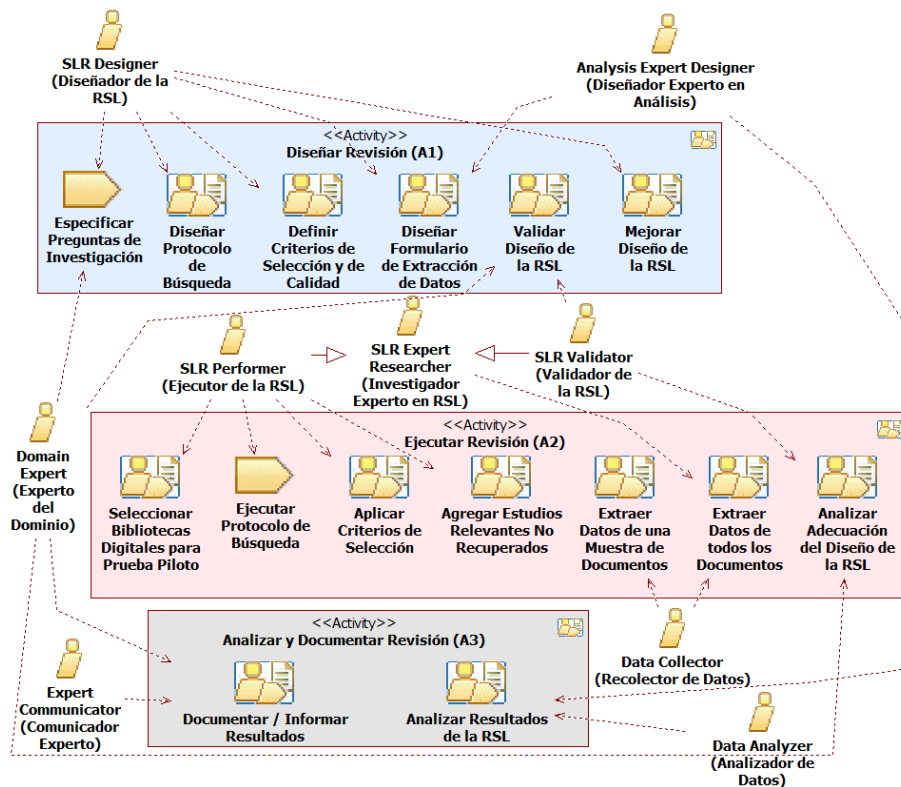 SLR Designer
(Diseñador de la
RSL)
Analysis Expert Designer
(Diseñador Experto en
Análisis)
<<Activity>>
Diseñar Revisión (A1)
Especificar
Preguntas de
Investigación
Diseñar
Protocolo
de
Búsqueda
Definir
Criterios de
Selección y de
Calidad
Diseñar
Formulario
de Extracción
de Datos
Validar
Diseño de
la RSL
Mejorar
Diseño de
la RSL
SLR Performer
(Ejecutor de la RSL)
SLR Expert
Researcher
(Investigador
Experto en RSL)
SLR Validator
(Validador de
la RSL)
Domain
Expert
(Experto
del
Dominio)
<<Activity>>
Ejecutar Revisión (A2)
Seleccionar
Bibliotecas
Digitales para
Prueba Piloto
Ejecutar
Protocolo de
Búsqueda
Aplicar
Criterios de
Selección
Agregar Estudios
Relevantes No
Recuperados
Extraer
Datos de una
Muestra de
Documentos
Extraer
Datos de
todos los
Documentos
Analizar
Adecuación
del Diseño de
la RSL
<<Activity>>
Analizar y Documentar Revisión (A3)
Documentar / Informar
Resultados
Analizar Resultados
de la RSL
Expert
Communicator
(Comunicador
Experto)
Data Collector
(Recolector de Datos)
Data Analyzer
(Analizador de
Datos)